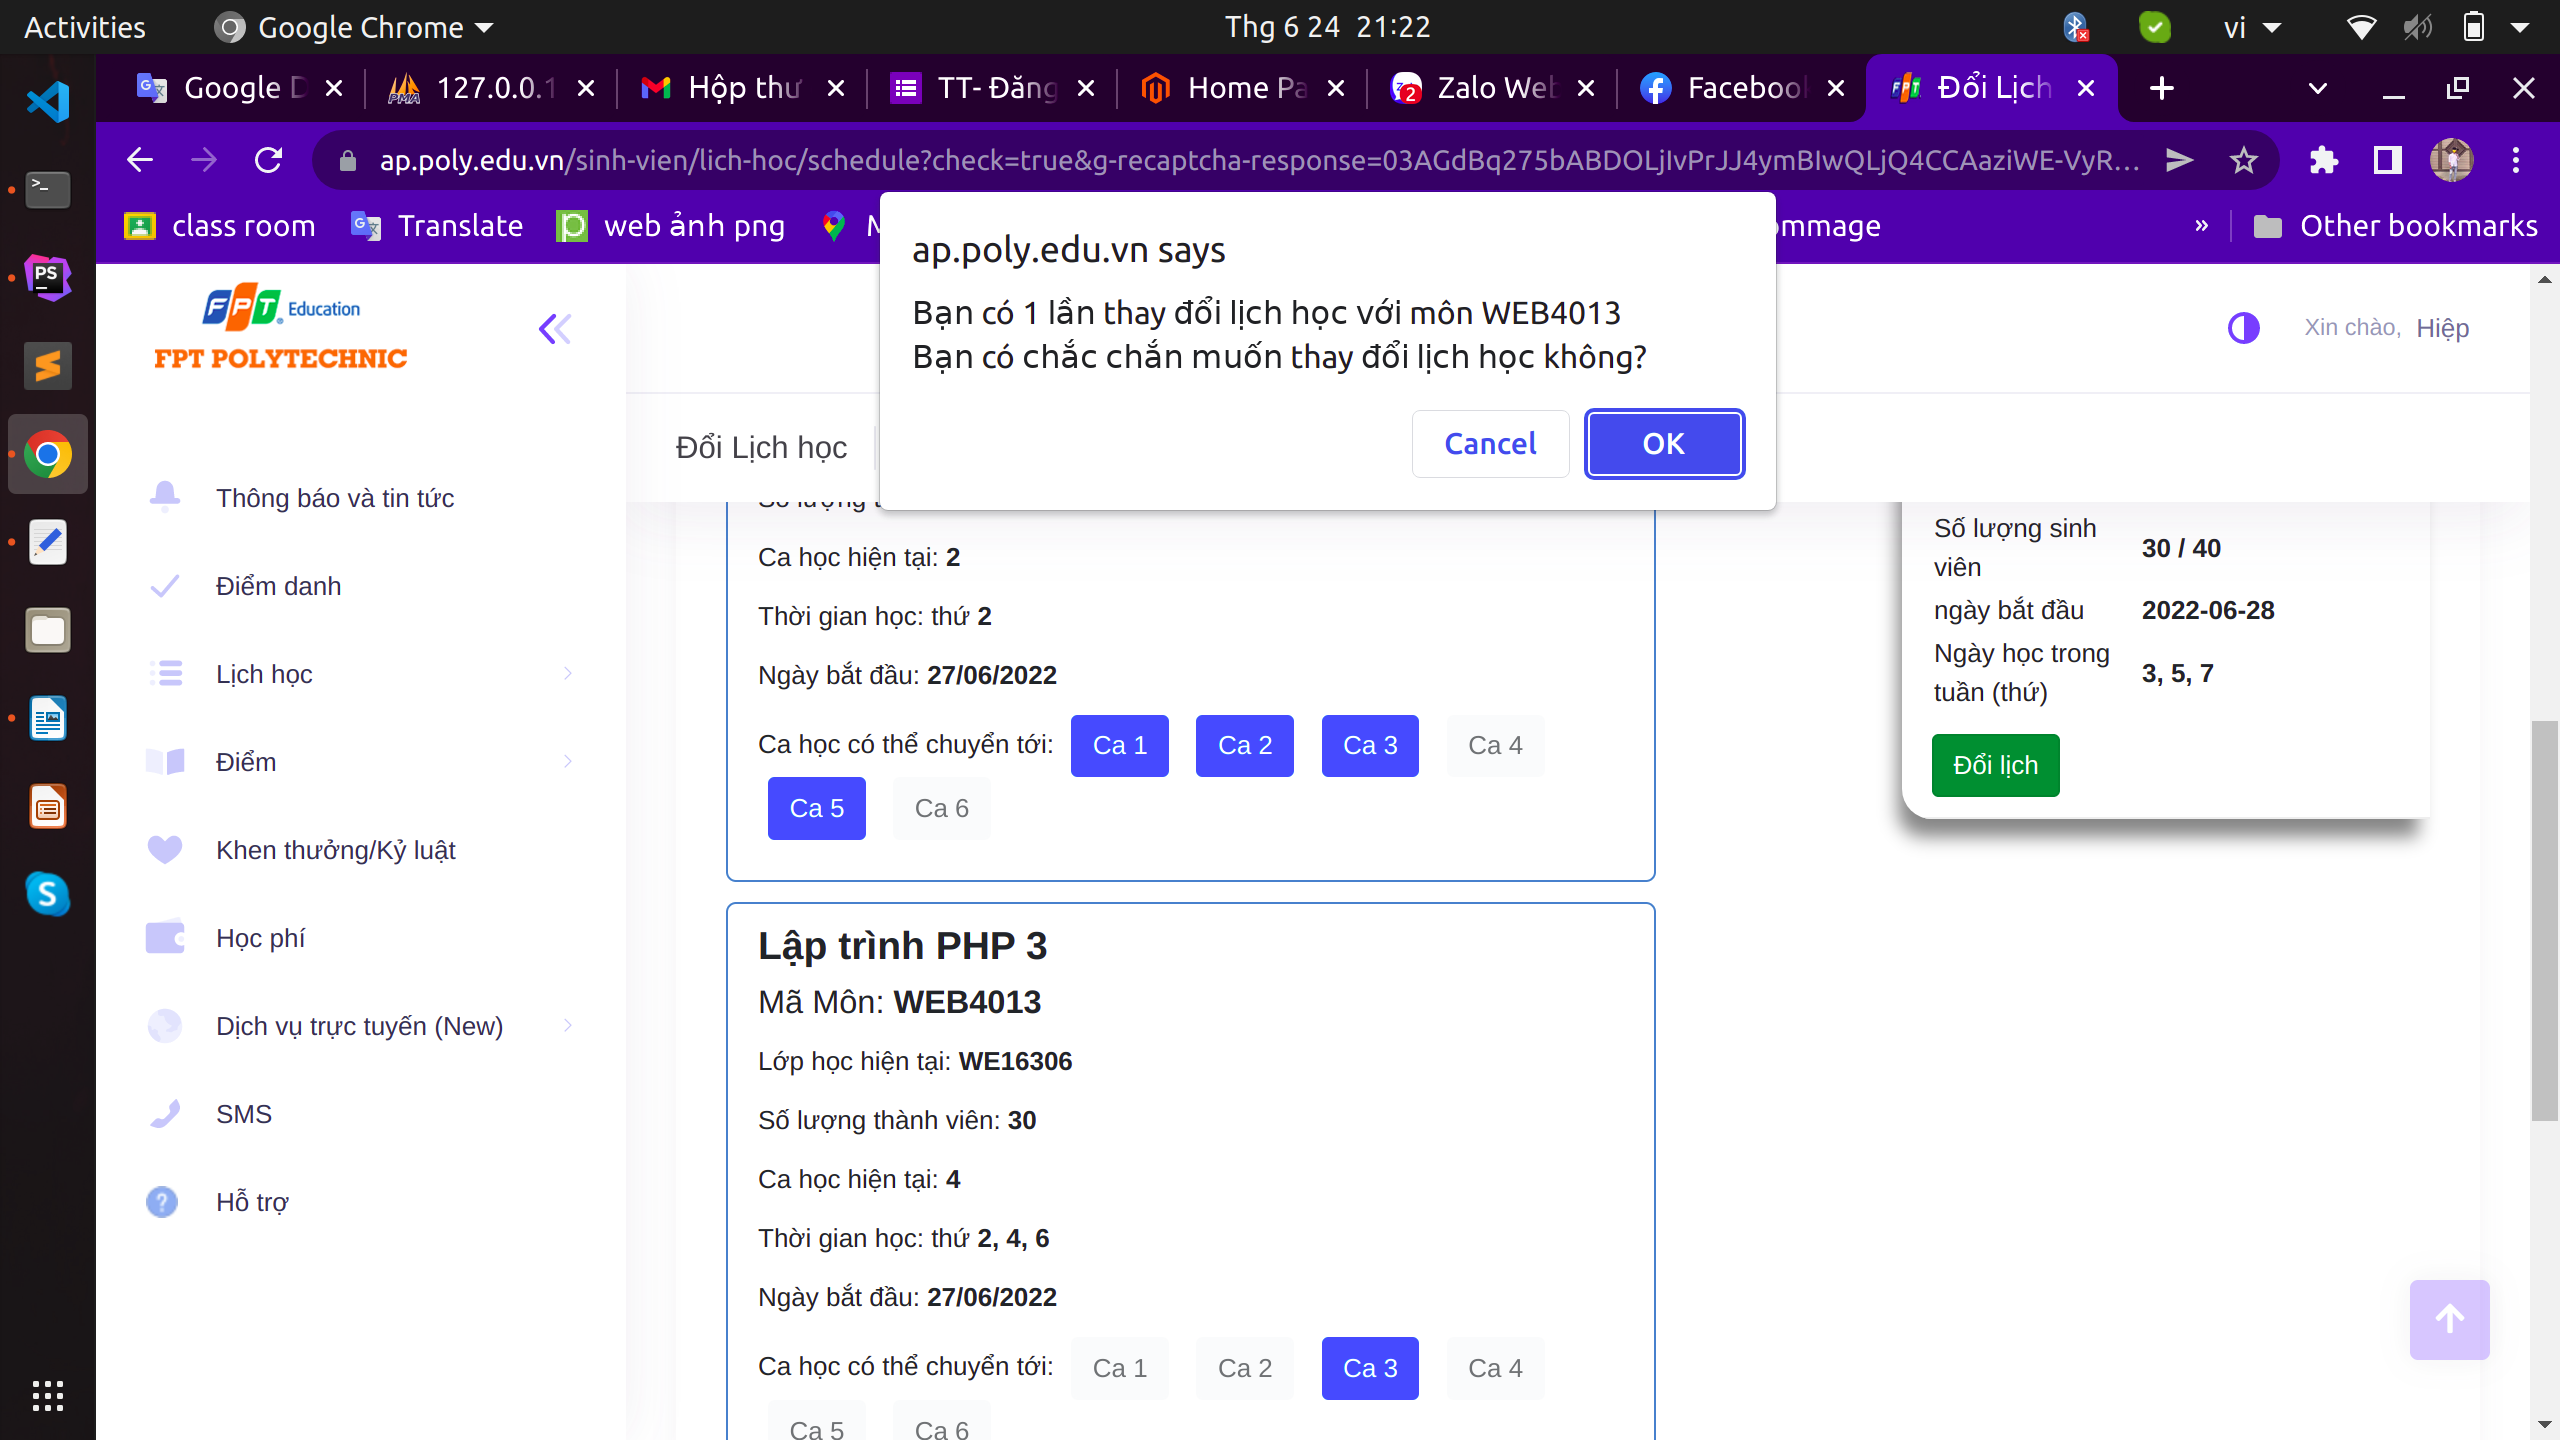 Activities
Google Chrome
Thg 6 24 21:22
vi
Google D
127.0.0.1
Hộp thư
TT- Đăng
Home Pa
Zalo Web
Facebook
Đổi Lịch
ap.poly.edu.vn/sinh-vien/lich-hoc/schedule?check=true&g-recaptcha-response=03AGdBq275bABDOLjIvPrJJ4ymBIwQLjQ4CCAaziWE-VyR...
class room
Translate
web ảnh png
ommage
»
Other bookmarks
ap.poly.edu.vn says
Bạn có 1 lần thay đổi lịch học với môn WEB4013
Bạn có chắc chắn muốn thay đổi lịch học không?
Cancel
OK
FPT Education
FPT POLYTECHNIC
Xin chào, Hiệp
Đổi Lịch học
Thông báo và tin tức
Điểm danh
Lịch học
Điểm
Khen thưởng/Kỷ luật
Học phí
Dịch vụ trực tuyến (New)
SMS
Hỗ trợ
Ca học hiện tại: 2
Thời gian học: thứ 2
Ngày bắt đầu: 27/06/2022
Ca học có thể chuyển tới: Ca 1 Ca 2 Ca 3 Ca 4
Ca 5 Ca 6
Lập trình PHP 3
Mã Môn: WEB4013
Lớp học hiện tại: WE16306
Số lượng thành viên: 30
Ca học hiện tại: 4
Thời gian học: thứ 2, 4, 6
Ngày bắt đầu: 27/06/2022
Ca học có thể chuyển tới: Ca 1 Ca 2 Ca 3 Ca 4
Ca 5 Ca 6
Số lượng sinh
viên
30 / 40
ngày bắt đầu 2022-06-28
Ngày học trong
tuần (thứ)
3, 5, 7
Đổi lịch